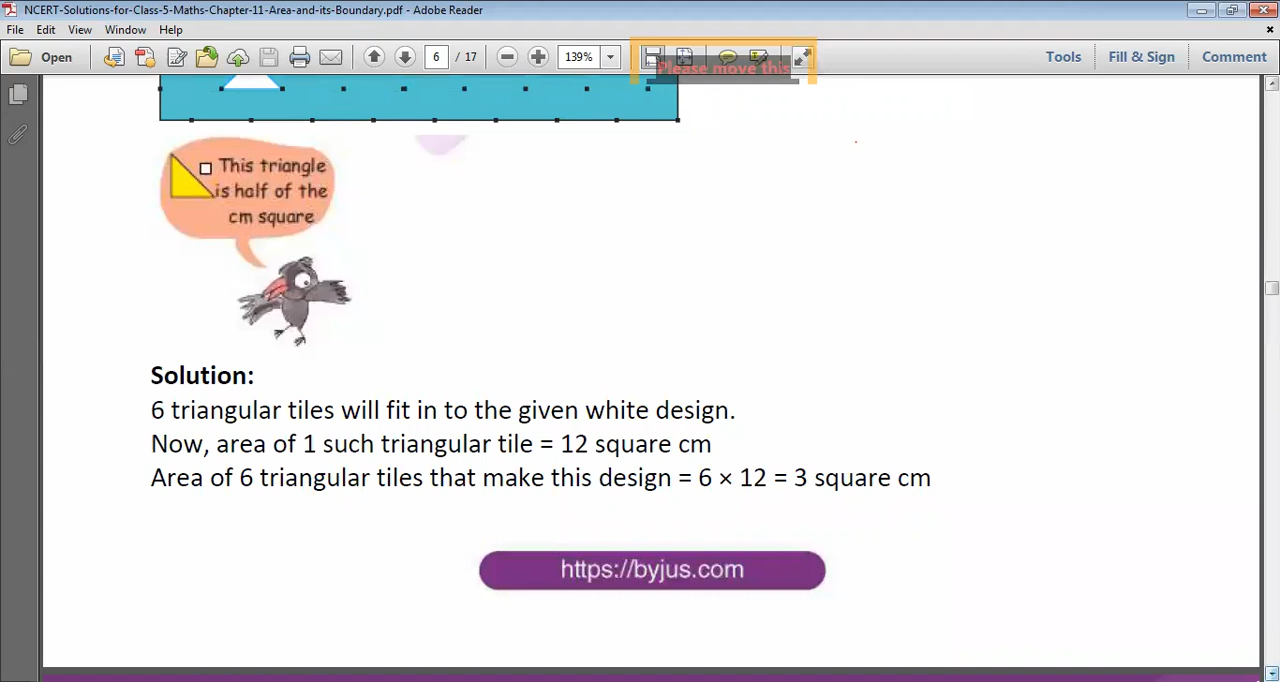 NCERT-Solutions-for-Class-5-Maths-Chapter-11-Area-and-its-Boundary.pdf - Adobe Reader
File Edit View Window Help
Open 6 / 17 139% Please move this Tools Fill & Sign Comment
This triangle
is half of the
cm square
Solution:
6 triangular tiles will fit in to the given white design.
Now, area of 1 such triangular tile = 12 square cm
Area of 6 triangular tiles that make this design = 6 × 12 = 3 square cm
https://byjus.com